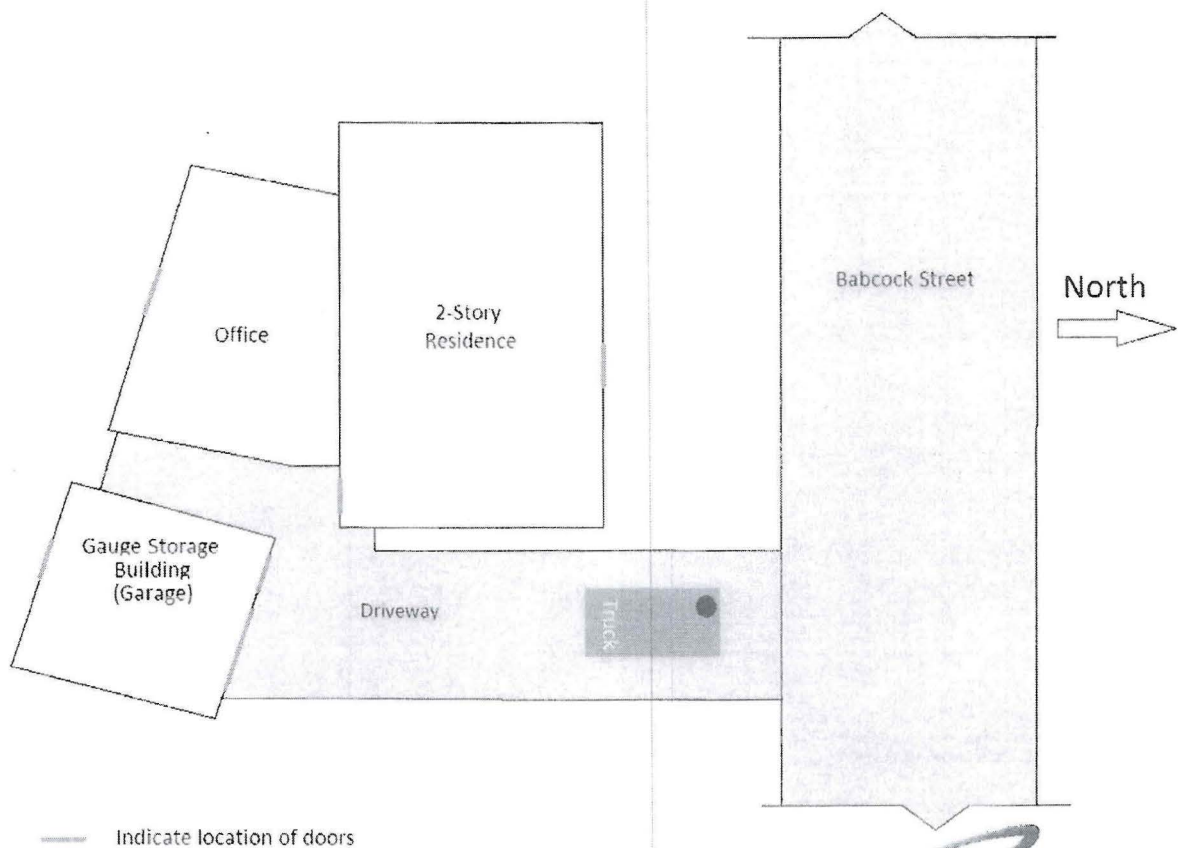 Babcock Street
North
2-Story
Residence
Office
Gauge Storage
Building
(Garage)
Driveway
Truck
Indicate location of doors